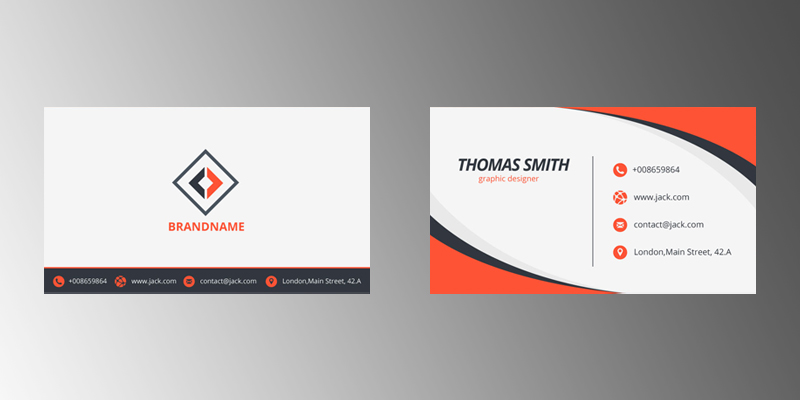 BRANDNAME
+008659864
www.jack.com
contact@jack.com
London,Main Street, 42.A
THOMAS SMITH
graphic designer
+008659864
www.jack.com
contact@jack.com
London,Main Street, 42.A